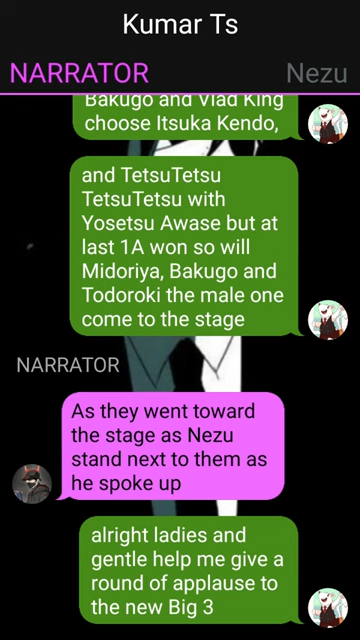 Kumar Ts
NARRATOR
Nezu
Bakugo and Vlad King
choose Itsuka Kendo,
and TetsuTetsu
TetsuTetsu with
Yosetsu Awase but at
last 1A won so will
Midoriya, Bakugo and
Todoroki the male one
come to the stage
NARRATOR
As they went toward
the stage as Nezu
stand next to them as
he spoke up
alright ladies and
gentle help me give a
round of applause to
the new Big 3